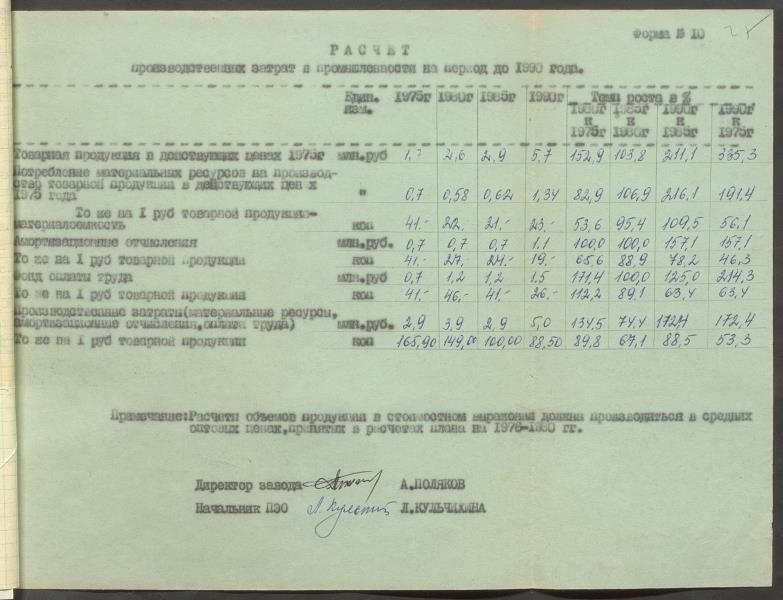 Форма № 10
РАСЧЕТ
производственных затрат в промышленности на период до 1990 года.
Един. изм. 1975г 1980г 1985г 1990г Темп роста в %
1980г к 1975г 1985г к 1980г 1990г к 1985г 1990г к 1975г
Товарная продукция в действующих ценах 1975г млн.руб 1,7 2,6 2,9 5,7 152,9 103,8 211,1 335,3
Потребление материальных ресурсов на производ-
ство товарной продукции в действующих цен х
1975 года " 0,7 0,58 0,62 1,34 82,9 106,9 216,1 191,4
То же на I руб товарной продукции-
материалоемкость коп 41.- 22.- 21.- 23.- 53,6 95,4 109,5 56,1
Амортизационные отчисления млн.руб. 0,7 0,7 0,7 1.1 100,0 100,0 157,1 157,1
То же на I руб товарной продукции коп 41.- 27.- 24.- 19.- 65,6 88,9 78,2 46,3
Фонд оплаты труда млн.руб 0,7 1,2 1,2 1.5 171,4 100,0 125,0 214,3
То же на I руб товарной продукции коп 41.- 46,- 41.- 26.- 112,2 89,1 63,4 63,4
Производственные затраты(материальные ресурсы,
амортизационные отчисления,оплата труда) млн.руб. 2,9 3,9 2,9 5,0 134,5 74,4 172,4 172,4
То же на I руб товарной продукции коп 165,90 149,00 100,00 88,50 89,8 67,1 88,5 53,3
Примечание:Расчеты объемов продукции в стоимостном выражении должны производиться в средних
оптовых ценах,принятых в расчетах плана на 1976-1980 гг.
Директор завода А.ПОЛЯКОВ
Начальник ПЭО Л.КУЛЬЧИХИНА